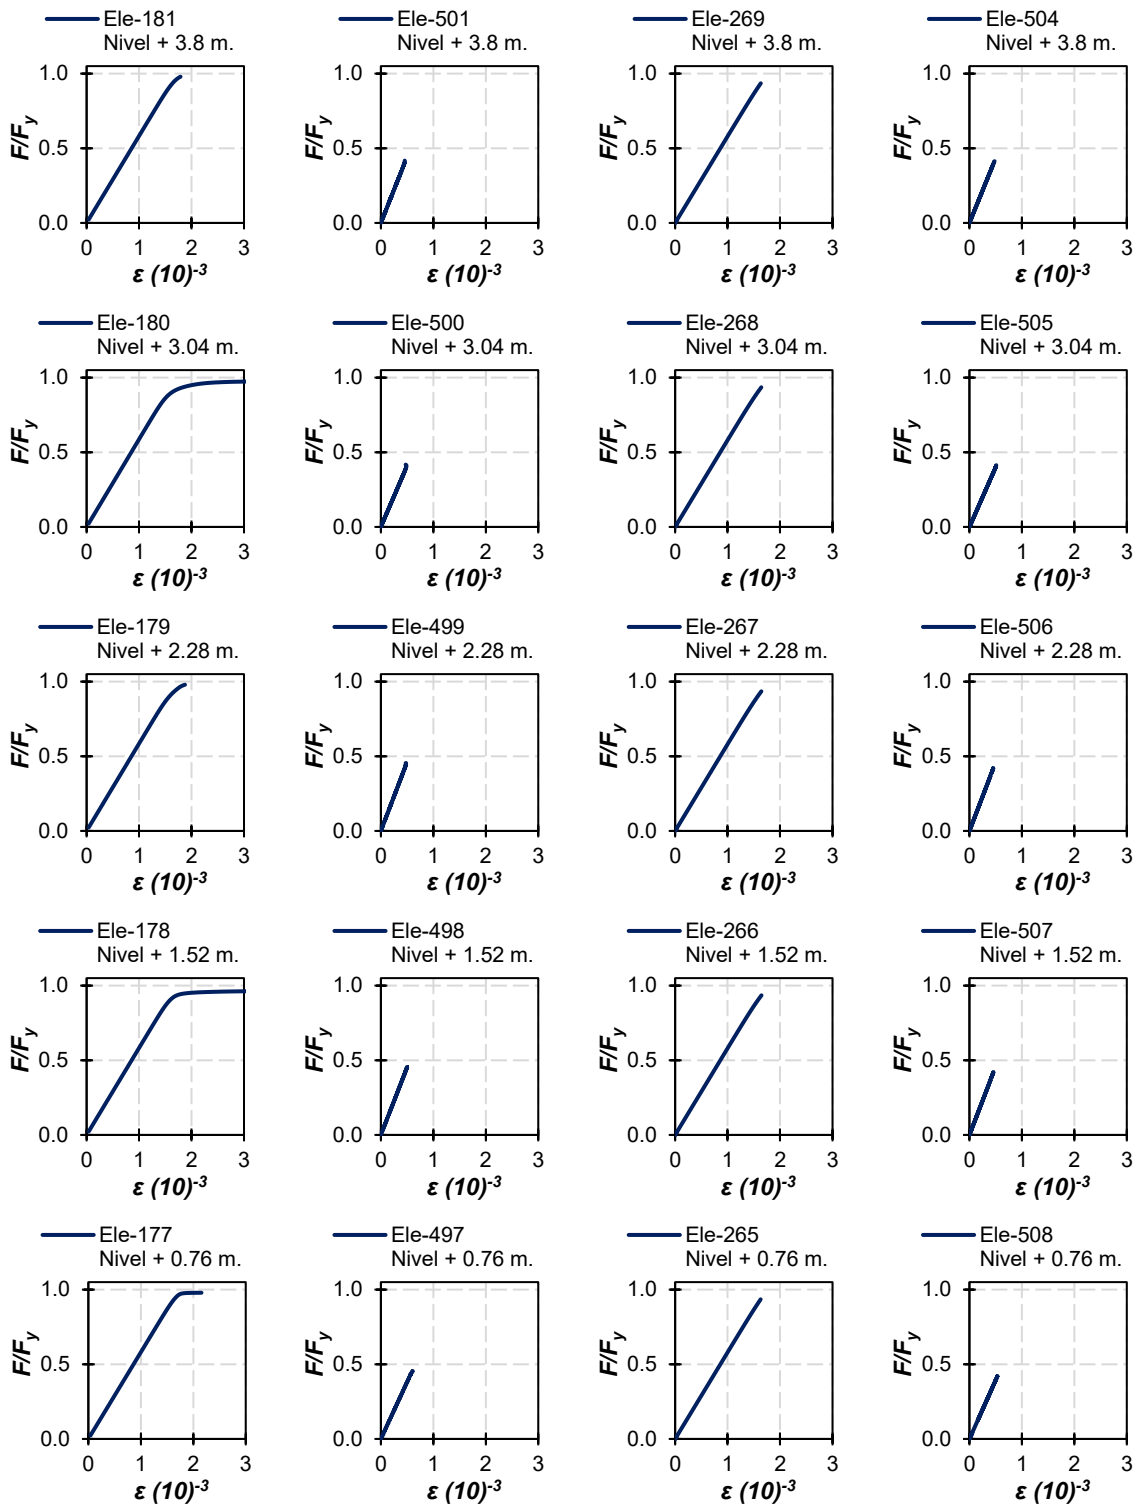 Ele-181
Nivel + 3.8 m.
1.0
0.5
0.0
F/Fy
0 1 2 3
ε (10)-3
Ele-501
Nivel + 3.8 m.
1.0
0.5
0.0
F/Fy
0 1 2 3
ε (10)-3
Ele-269
Nivel + 3.8 m.
1.0
0.5
0.0
F/Fy
0 1 2 3
ε (10)-3
Ele-504
Nivel + 3.8 m.
1.0
0.5
0.0
F/Fy
0 1 2 3
ε (10)-3
Ele-180
Nivel + 3.04 m.
1.0
0.5
0.0
F/Fy
0 1 2 3
ε (10)-3
Ele-500
Nivel + 3.04 m.
1.0
0.5
0.0
F/Fy
0 1 2 3
ε (10)-3
Ele-268
Nivel + 3.04 m.
1.0
0.5
0.0
F/Fy
0 1 2 3
ε (10)-3
Ele-505
Nivel + 3.04 m.
1.0
0.5
0.0
F/Fy
0 1 2 3
ε (10)-3
Ele-179
Nivel + 2.28 m.
1.0
0.5
0.0
F/Fy
0 1 2 3
ε (10)-3
Ele-499
Nivel + 2.28 m.
1.0
0.5
0.0
F/Fy
0 1 2 3
ε (10)-3
Ele-267
Nivel + 2.28 m.
1.0
0.5
0.0
F/Fy
0 1 2 3
ε (10)-3
Ele-506
Nivel + 2.28 m.
1.0
0.5
0.0
F/Fy
0 1 2 3
ε (10)-3
Ele-178
Nivel + 1.52 m.
1.0
0.5
0.0
F/Fy
0 1 2 3
ε (10)-3
Ele-498
Nivel + 1.52 m.
1.0
0.5
0.0
F/Fy
0 1 2 3
ε (10)-3
Ele-266
Nivel + 1.52 m.
1.0
0.5
0.0
F/Fy
0 1 2 3
ε (10)-3
Ele-507
Nivel + 1.52 m.
1.0
0.5
0.0
F/Fy
0 1 2 3
ε (10)-3
Ele-177
Nivel + 0.76 m.
1.0
0.5
0.0
F/Fy
0 1 2 3
ε (10)-3
Ele-497
Nivel + 0.76 m.
1.0
0.5
0.0
F/Fy
0 1 2 3
ε (10)-3
Ele-265
Nivel + 0.76 m.
1.0
0.5
0.0
F/Fy
0 1 2 3
ε (10)-3
Ele-508
Nivel + 0.76 m.
1.0
0.5
0.0
F/Fy
0 1 2 3
ε (10)-3